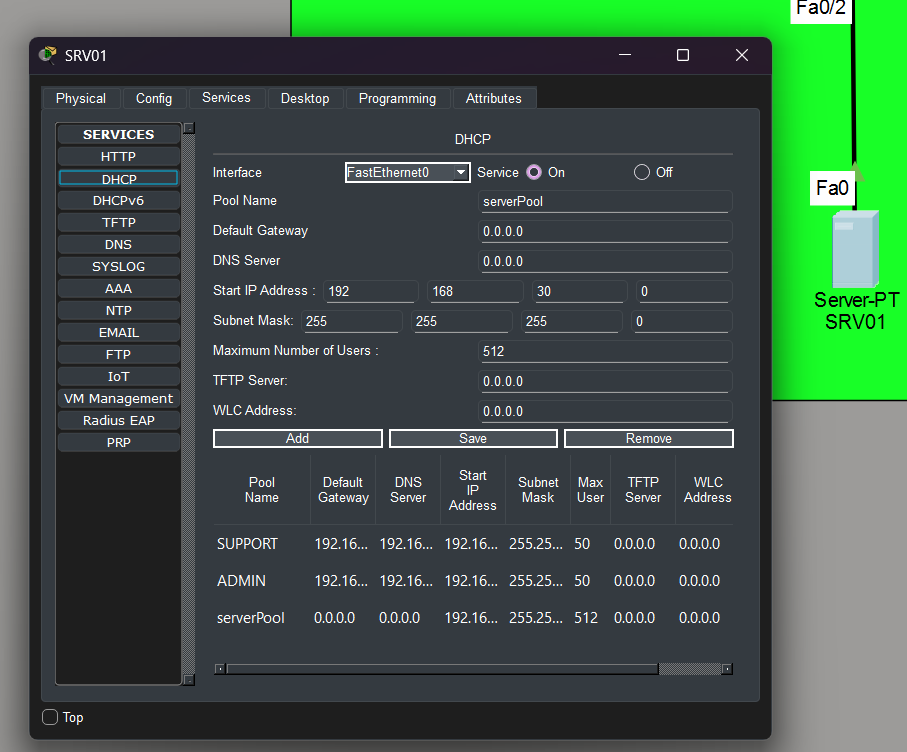 Fa0/2
SRV01
Physical Config Services Desktop Programming Attributes
SERVICES
HTTP
DHCP
DHCPv6
TFTP
DNS
SYSLOG
AAA
NTP
EMAIL
FTP
IoT
VM Management
Radius EAP
PRP
DHCP
Interface FastEthernet0 Service On Off
Pool Name serverPool
Default Gateway 0.0.0.0
DNS Server 0.0.0.0
Start IP Address : 192 168 30 0
Subnet Mask: 255 255 255 0
Maximum Number of Users : 512
TFTP Server: 0.0.0.0
WLC Address: 0.0.0.0
Add Save Remove
Pool Name Default Gateway DNS Server Start IP Address Subnet Mask Max User TFTP Server WLC Address
SUPPORT 192.16... 192.16... 192.16... 255.25... 50 0.0.0.0 0.0.0.0
ADMIN 192.16... 192.16... 192.16... 255.25... 50 0.0.0.0 0.0.0.0
serverPool 0.0.0.0 0.0.0.0 192.16... 255.25... 512 0.0.0.0 0.0.0.0
Top
Fa0
Server-PT
SRV01